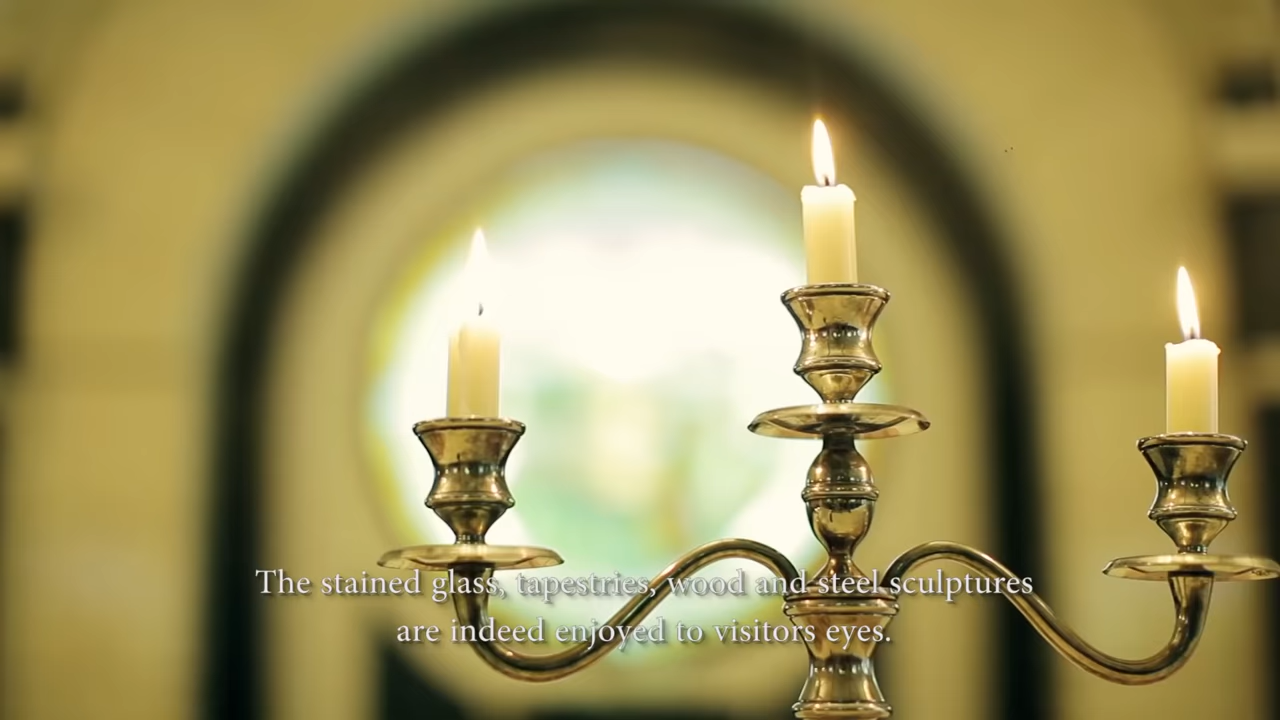 The stained glass, tapestries, wood and steel sculptures
are indeed enjoyed to visitors eyes.